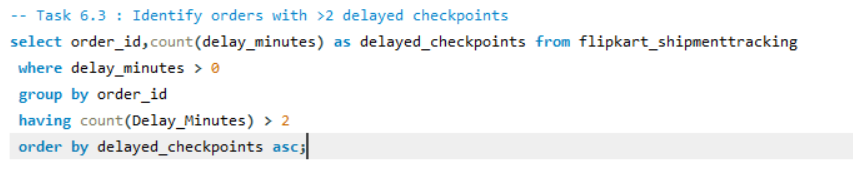 -- Task 6.3 : Identify orders with >2 delayed checkpoints
select order_id,count(delay_minutes) as delayed_checkpoints from flipkart_shipmenttracking
where delay_minutes > 0
group by order_id
having count(Delay_Minutes) > 2
order by delayed_checkpoints asc;